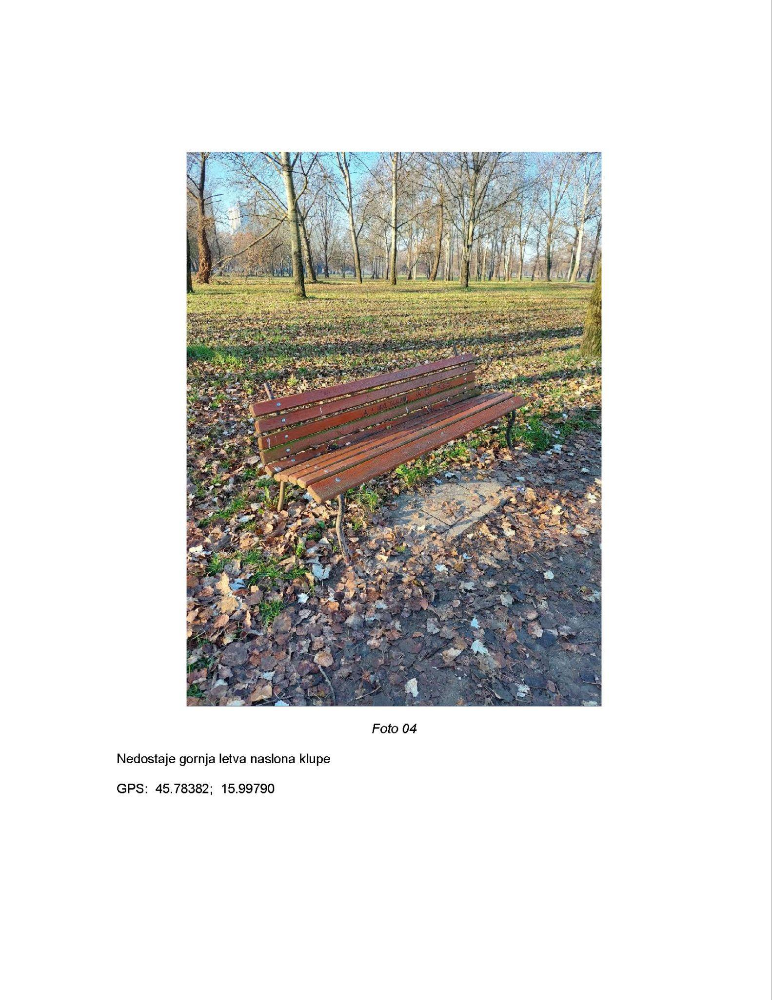 Foto 04
Nedostaje gornja letva naslona klupe
GPS: 45.78382; 15.99790